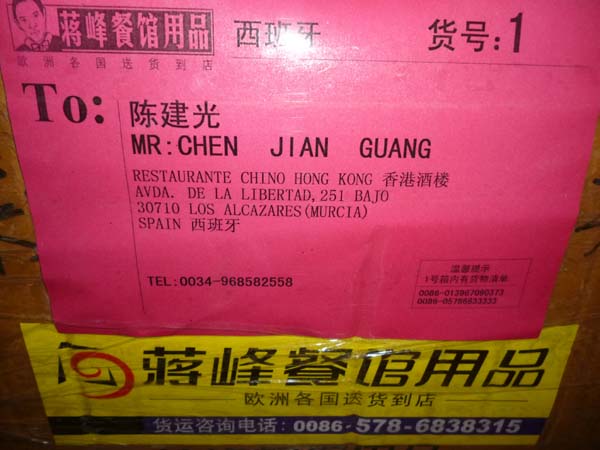 蒋峰餐馆用品 西班牙 货号:1
欧洲各国送货到店
To: 陈建光
MR:CHEN JIAN GUANG
RESTAURANTE CHINO HONG KONG 香港酒楼
AVDA. DE LA LIBERTAD,251 BAJO
30710 LOS ALCAZARES(MURCIA)
SPAIN 西班牙
TEL:0034-968582558
温馨提示
1号箱内有货物清单
0086-013967090373
0086-05786833333
蒋峰餐馆用品
欧洲各国送货到店
货运咨询电话: 0086-578-6838315